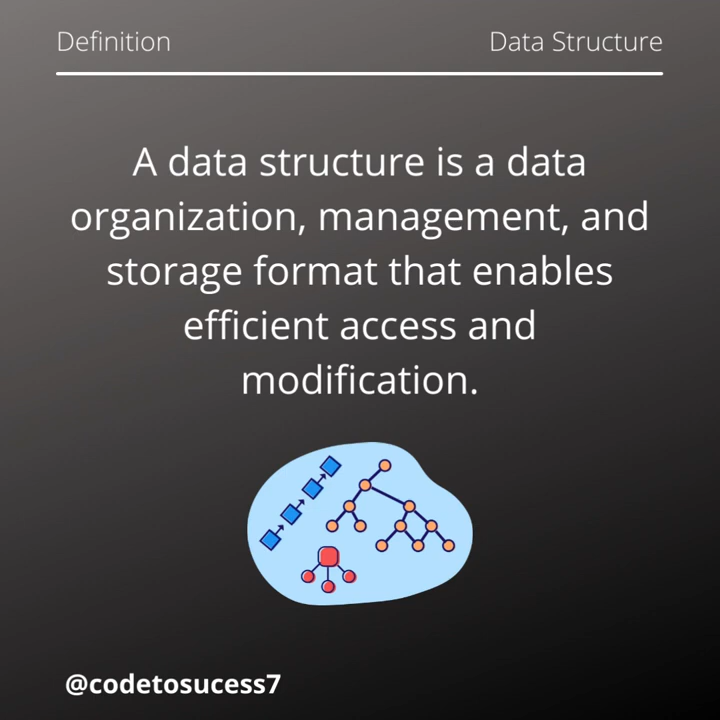 Definition
Data Structure
A data structure is a data
organization, management, and
storage format that enables
efficient access and
modification.
@codetosucess7